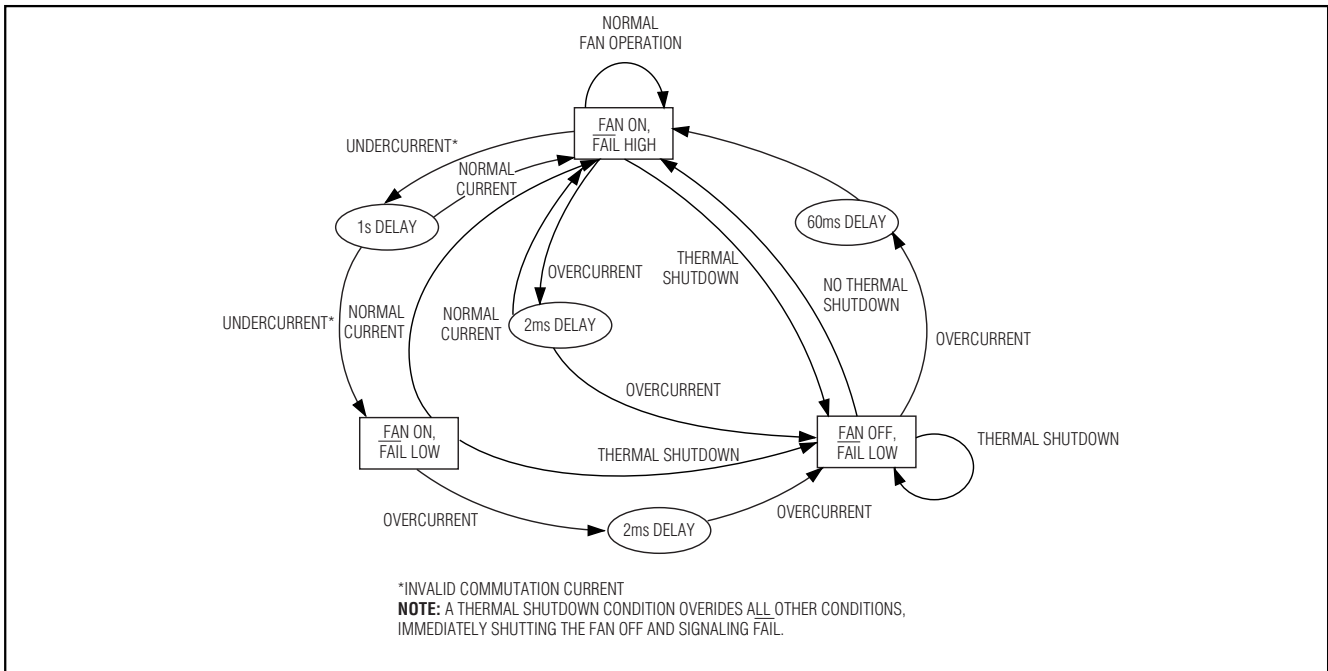 NORMAL
FAN OPERATION
FAN ON,
FAIL HIGH
UNDERCURRENT*
NORMAL
CURRENT
1s DELAY
60ms DELAY
THERMAL
SHUTDOWN
OVERCURRENT
NO THERMAL
SHUTDOWN
NORMAL
CURRENT
NORMAL
CURRENT
2ms DELAY
UNDERCURRENT*
OVERCURRENT
OVERCURRENT
FAN ON,
FAIL LOW
FAN OFF,
FAIL LOW
THERMAL SHUTDOWN
THERMAL SHUTDOWN
OVERCURRENT
2ms DELAY
OVERCURRENT
*INVALID COMMUTATION CURRENT
NOTE: A THERMAL SHUTDOWN CONDITION OVERIDES ALL OTHER CONDITIONS,
IMMEDIATELY SHUTTING THE FAN OFF AND SIGNALING FAIL.